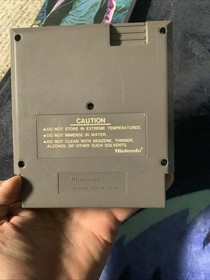 CAUTION
●DO NOT STORE IN EXTREME TEMPERATURES.
●DO NOT IMMERSE IN WATER.
●DO NOT CLEAN WITH BENZENE, THINNER,
ALCOHOL OR OTHER SUCH SOLVENTS.
Nintendo®
Nintendo